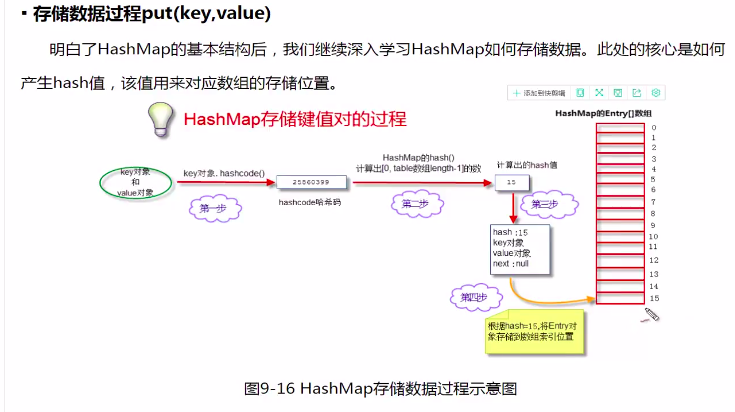 ▪ 存储数据过程put(key,value)
明白了HashMap的基本结构后，我们继续深入学习HashMap如何存储数据。此处的核心是如何
产生hash值，该值用来对应数组的存储位置。
添加到快剪辑
HashMap存储键值对的过程
HashMap的Entry[]数组
key对象
和
value对象
key对象. hashcode()
第一步
25860399
hashcode哈希码
HashMap的hash()
计算出[0, table数组length-1]的数
第二步
计算出的hash值
15
第三步
hash :15
key对象
value对象
next : null
第四步
根据hash=15,将Entry对
象存储到数组索引位置
0
1
2
3
4
5
6
7
8
9
10
11
12
13
14
15
图9-16 HashMap存储数据过程示意图